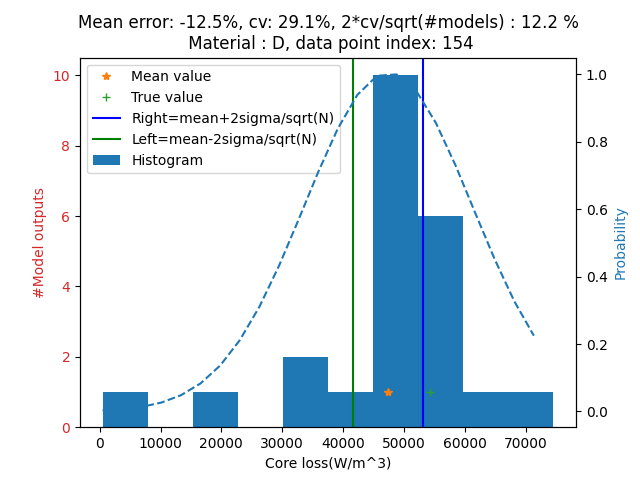 Mean error: -12.5%, cv: 29.1%, 2*cv/sqrt(#models) : 12.2 %
Material : D, data point index: 154
Mean value
True value
Right=mean+2sigma/sqrt(N)
Left=mean-2sigma/sqrt(N)
Histogram
#Model outputs
10
8
6
4
2
0
Probability
1.0
0.8
0.6
0.4
0.2
0.0
0 10000 20000 30000 40000 50000 60000 70000
Core loss(W/m^3)